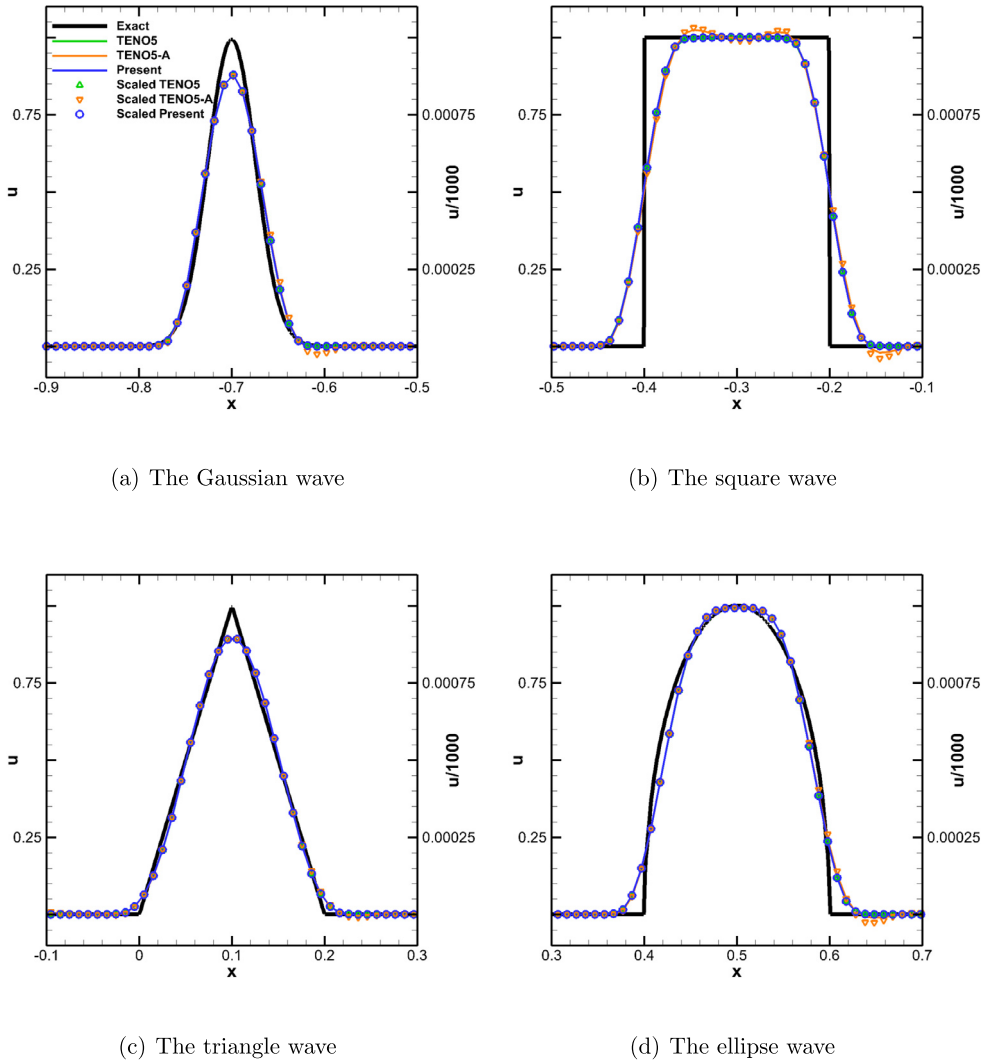 Exact
TENO5
TENO5-A
Present
Scaled TENO5
Scaled TENO5-A
Scaled Present
0.75
0.25
u
0.00075
0.00025
u/1000
-0.9
-0.8
-0.7
-0.6
-0.5
x
(a) The Gaussian wave
0.75
0.25
u
0.00075
0.00025
u/1000
-0.5
-0.4
-0.3
-0.2
-0.1
x
(b) The square wave
0.75
0.25
u
0.00075
0.00025
u/1000
-0.1
0
0.1
0.2
0.3
x
(c) The triangle wave
0.75
0.25
u
0.00075
0.00025
u/1000
0.3
0.4
0.5
0.6
0.7
x
(d) The ellipse wave